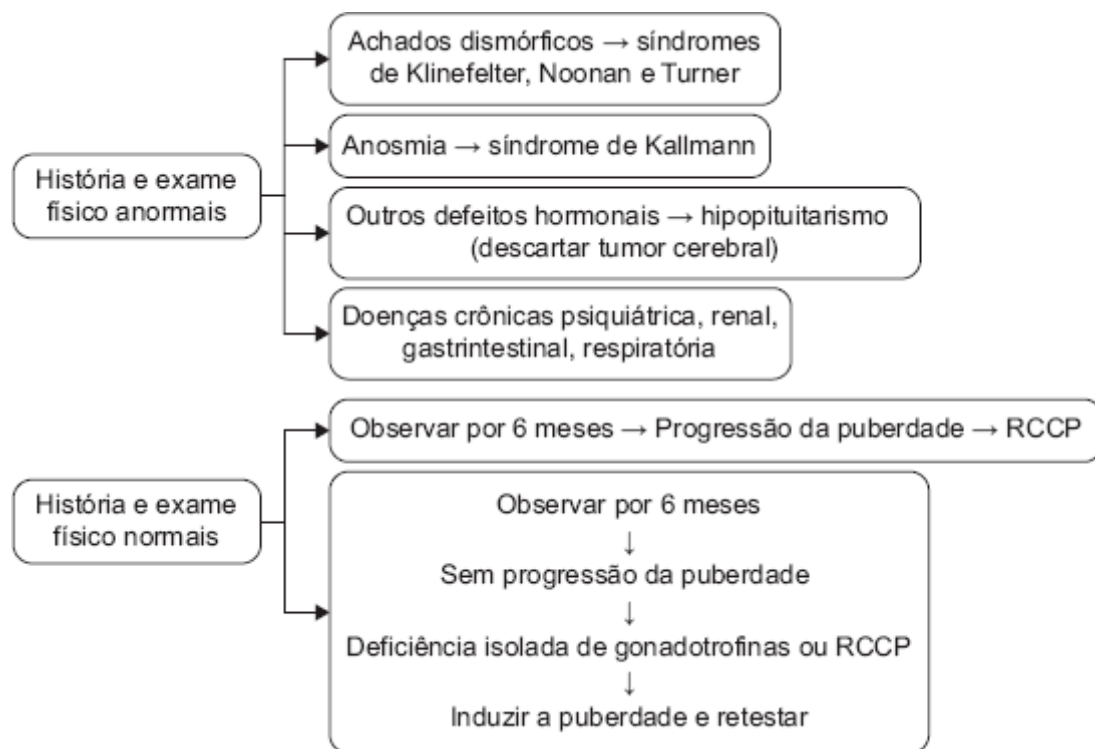 História e exame
físico anormais
Achados dismórficos → síndromes
de Klinefelter, Noonan e Turner
Anosmia → síndrome de Kallmann
Outros defeitos hormonais → hipopituitarismo
(descartar tumor cerebral)
Doenças crônicas psiquiátrica, renal,
gastrintestinal, respiratória
História e exame
físico normais
Observar por 6 meses → Progressão da puberdade → RCCP
Observar por 6 meses
↓
Sem progressão da puberdade
↓
Deficiência isolada de gonadotrofinas ou RCCP
↓
Induzir a puberdade e retestar